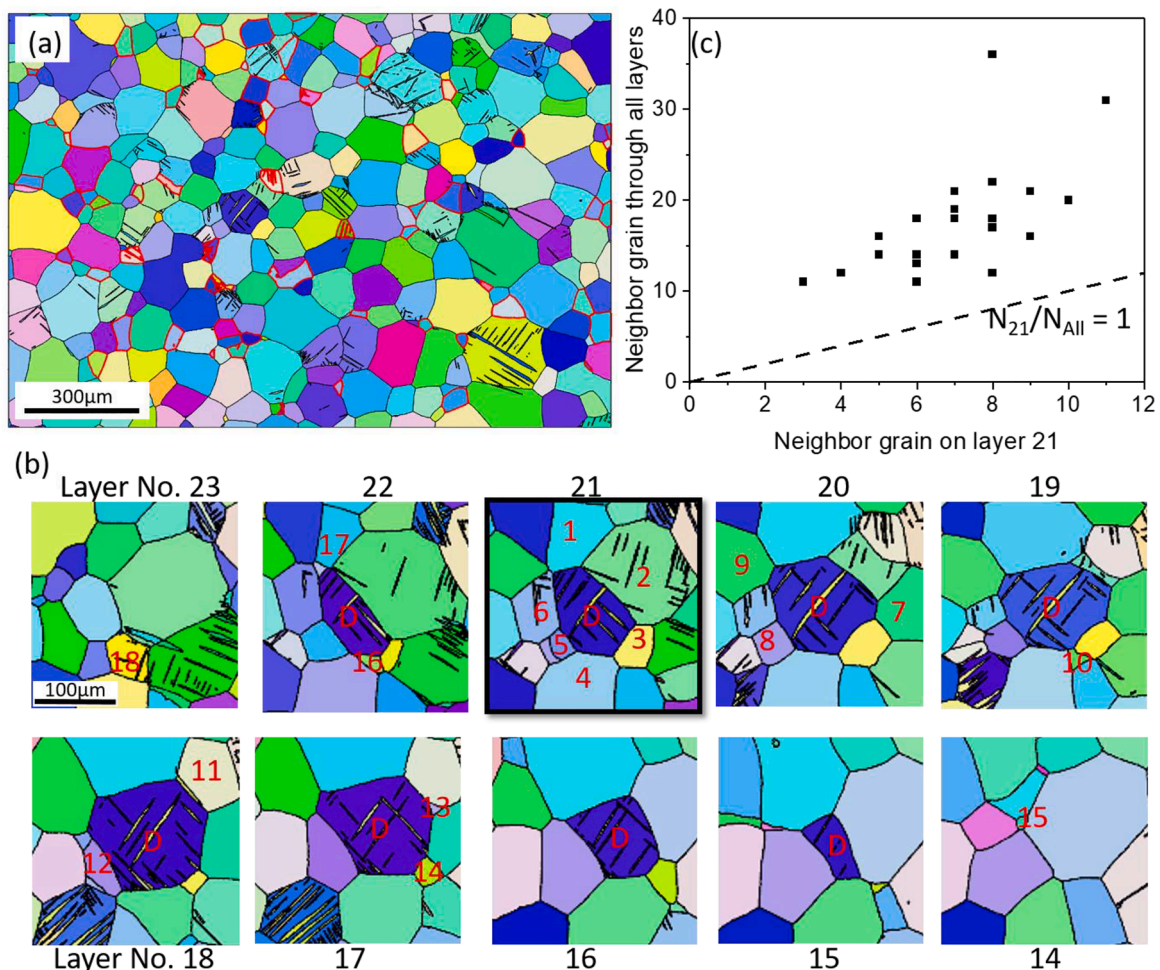 (a)
300μm
(c)
Neighbor grain through all layers
40
30
20
10
0
N21/NAll = 1
0 2 4 6 8 10 12
Neighbor grain on layer 21
(b)
Layer No. 23 22 21 20 19
18
100μm
17
D
16
1
2
6
D
5
3
4
9
D
7
8
D
10
11
D
12
13
D
14
D
D
15
Layer No. 18 17 16 15 14